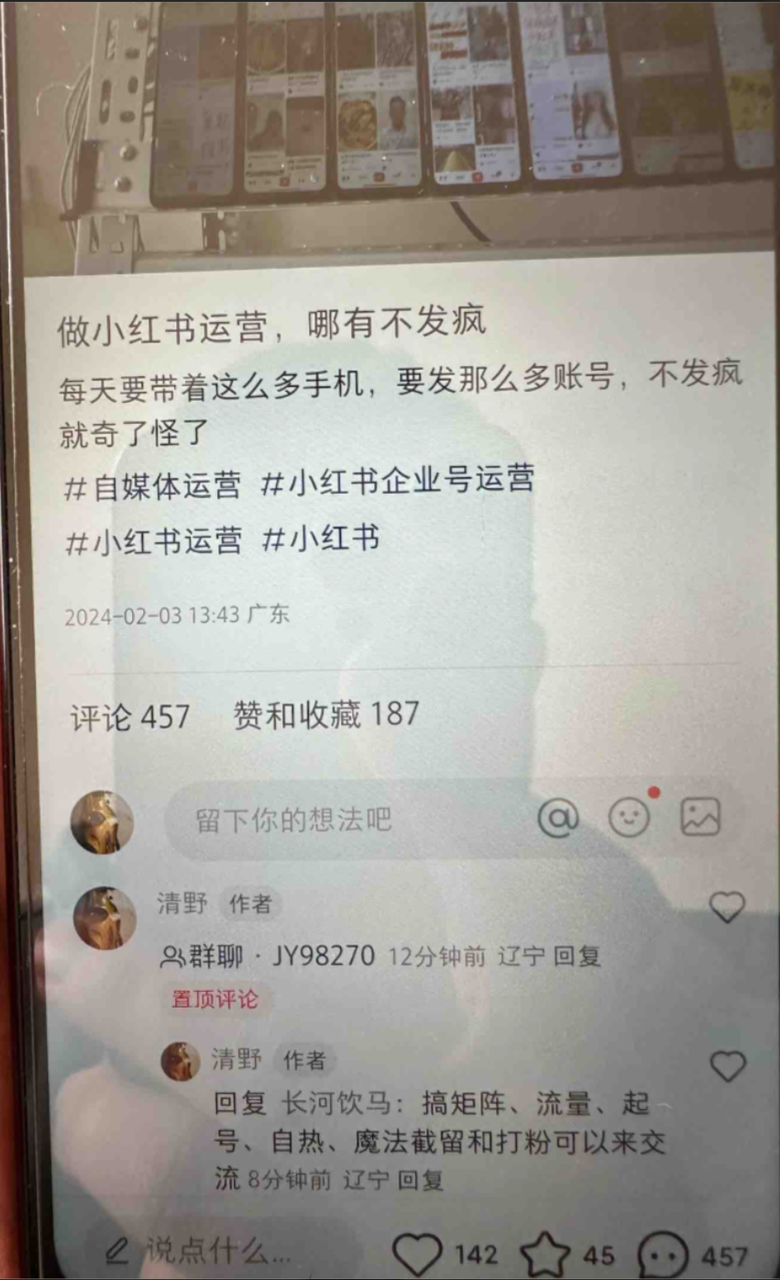 做小红书运营，哪有不发疯
每天要带着这么多手机，要发那么多账号，不发疯
就奇了怪了
#自媒体运营 #小红书企业号运营
#小红书运营 #小红书
2024-02-03 13:43 广东
评论 457 赞和收藏 187
留下你的想法吧
清野 作者
群聊 · JY98270 12分钟前 辽宁 回复
置顶评论
清野 作者
回复 长河饮马：搞矩阵、流量、起
号、自热、魔法截留和打粉可以来交
流 8分钟前 辽宁 回复
说点什么... 142 45 457